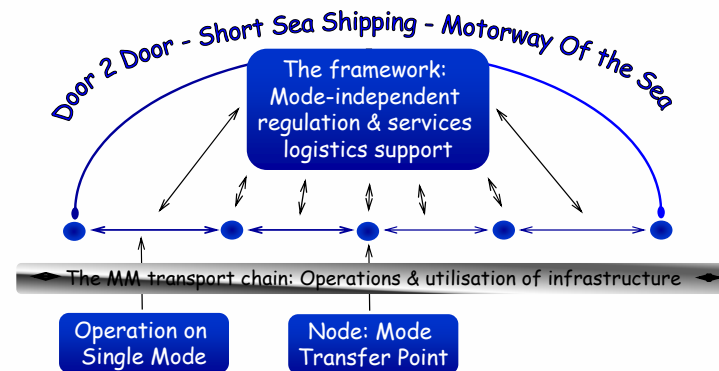 Door 2 Door - Short Sea Shipping - Motorway Of the Sea
The framework:
Mode-independent
regulation & services
logistics support
The MM transport chain: Operations & utilisation of infrastructure
Operation on
Single Mode
Node: Mode
Transfer Point